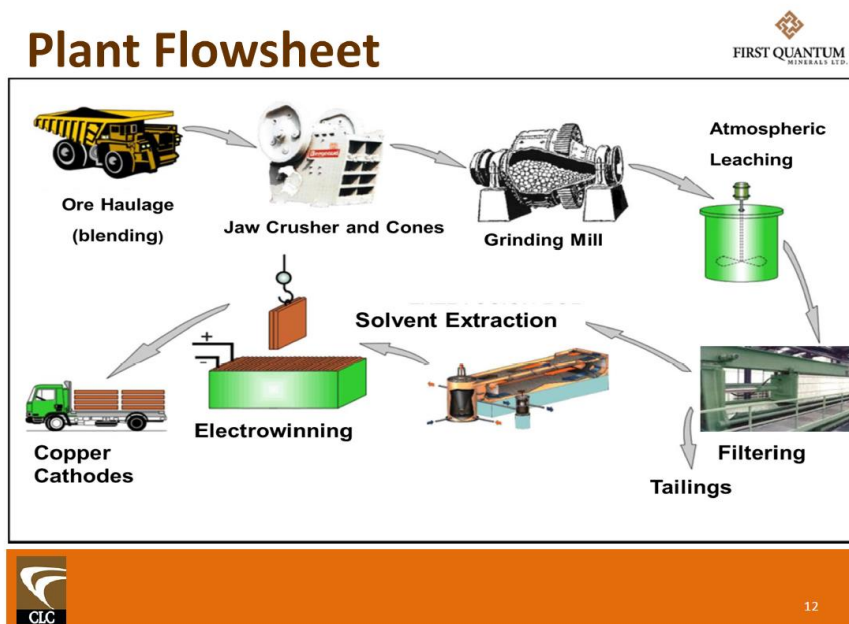 Plant Flowsheet
FIRST QUANTUM
MINERALS LTD.
Ore Haulage
(blending)
Jaw Crusher and Cones
Grinding Mill
Atmospheric
Leaching
Filtering
Tailings
Solvent Extraction
+
–
Electrowinning
Copper
Cathodes
CLC
12